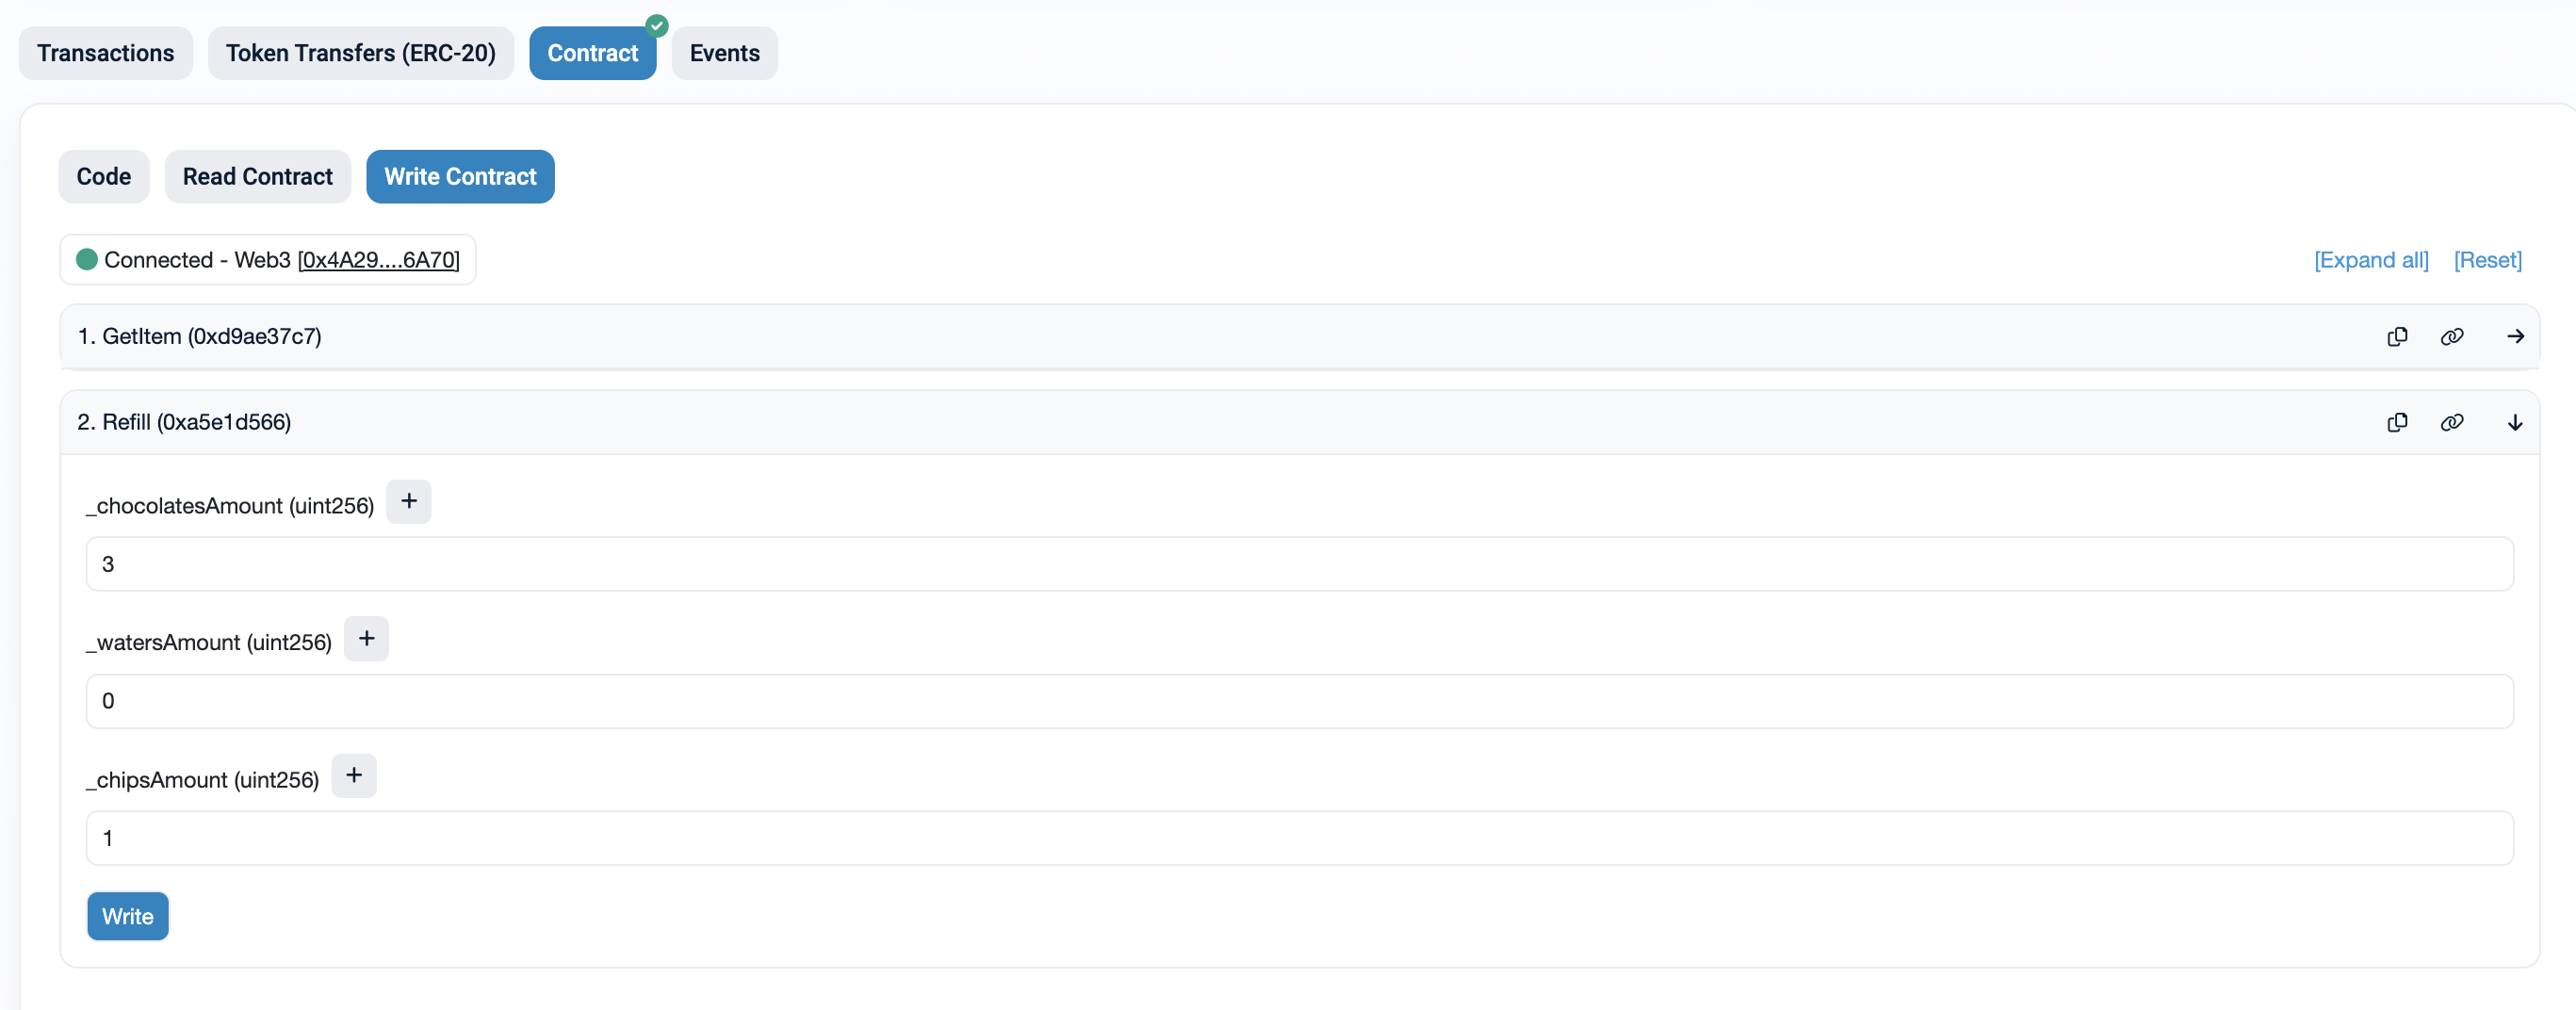 Transactions Token Transfers (ERC-20) Contract Events
Code Read Contract Write Contract
Connected - Web3 [0x4A29....6A70] [Expand all] [Reset]
1. GetItem (0xd9ae37c7)
2. Refill (0xa5e1d566)
_chocolatesAmount (uint256) +
3
_watersAmount (uint256) +
0
_chipsAmount (uint256) +
1
Write